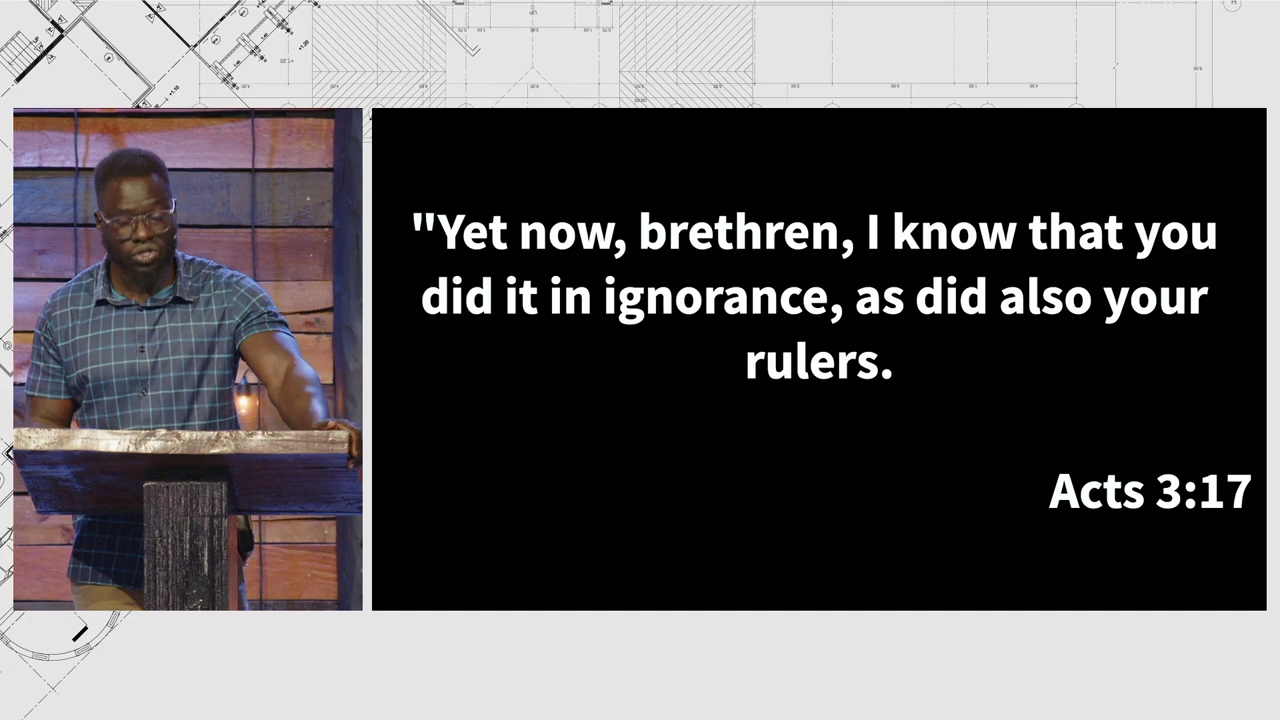 "Yet now, brethren, I know that you
did it in ignorance, as did also your
rulers.
Acts 3:17